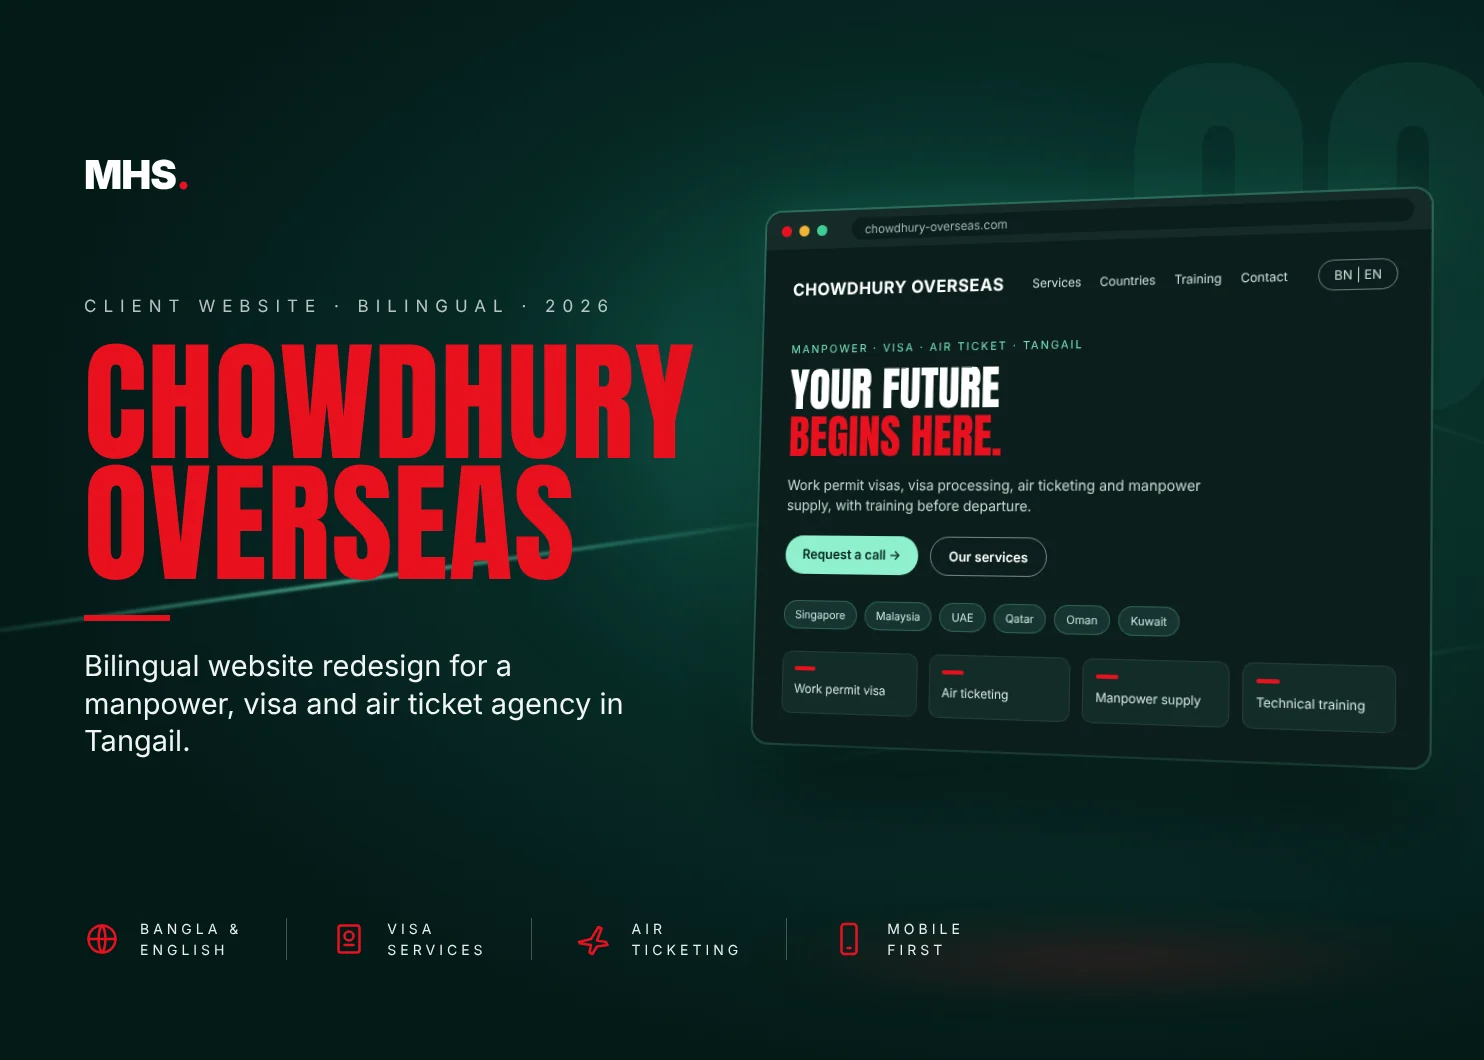 MHS.
CLIENT WEBSITE · BILINGUAL · 2026
CHOWDHURY
OVERSEAS
Bilingual website redesign for a
manpower, visa and air ticket agency in
Tangail.
chowdhury-overseas.com
CHOWDHURY OVERSEAS
Services
Countries
Training
Contact
BN | EN
MANPOWER · VISA · AIR TICKET · TANGAIL
YOUR FUTURE
BEGINS HERE.
Work permit visas, visa processing, air ticketing and manpower
supply, with training before departure.
Request a call →
Our services
Singapore
Malaysia
UAE
Qatar
Oman
Kuwait
Work permit visa
Air ticketing
Manpower supply
Technical training
BANGLA &
ENGLISH
VISA
SERVICES
AIR
TICKETING
MOBILE
FIRST